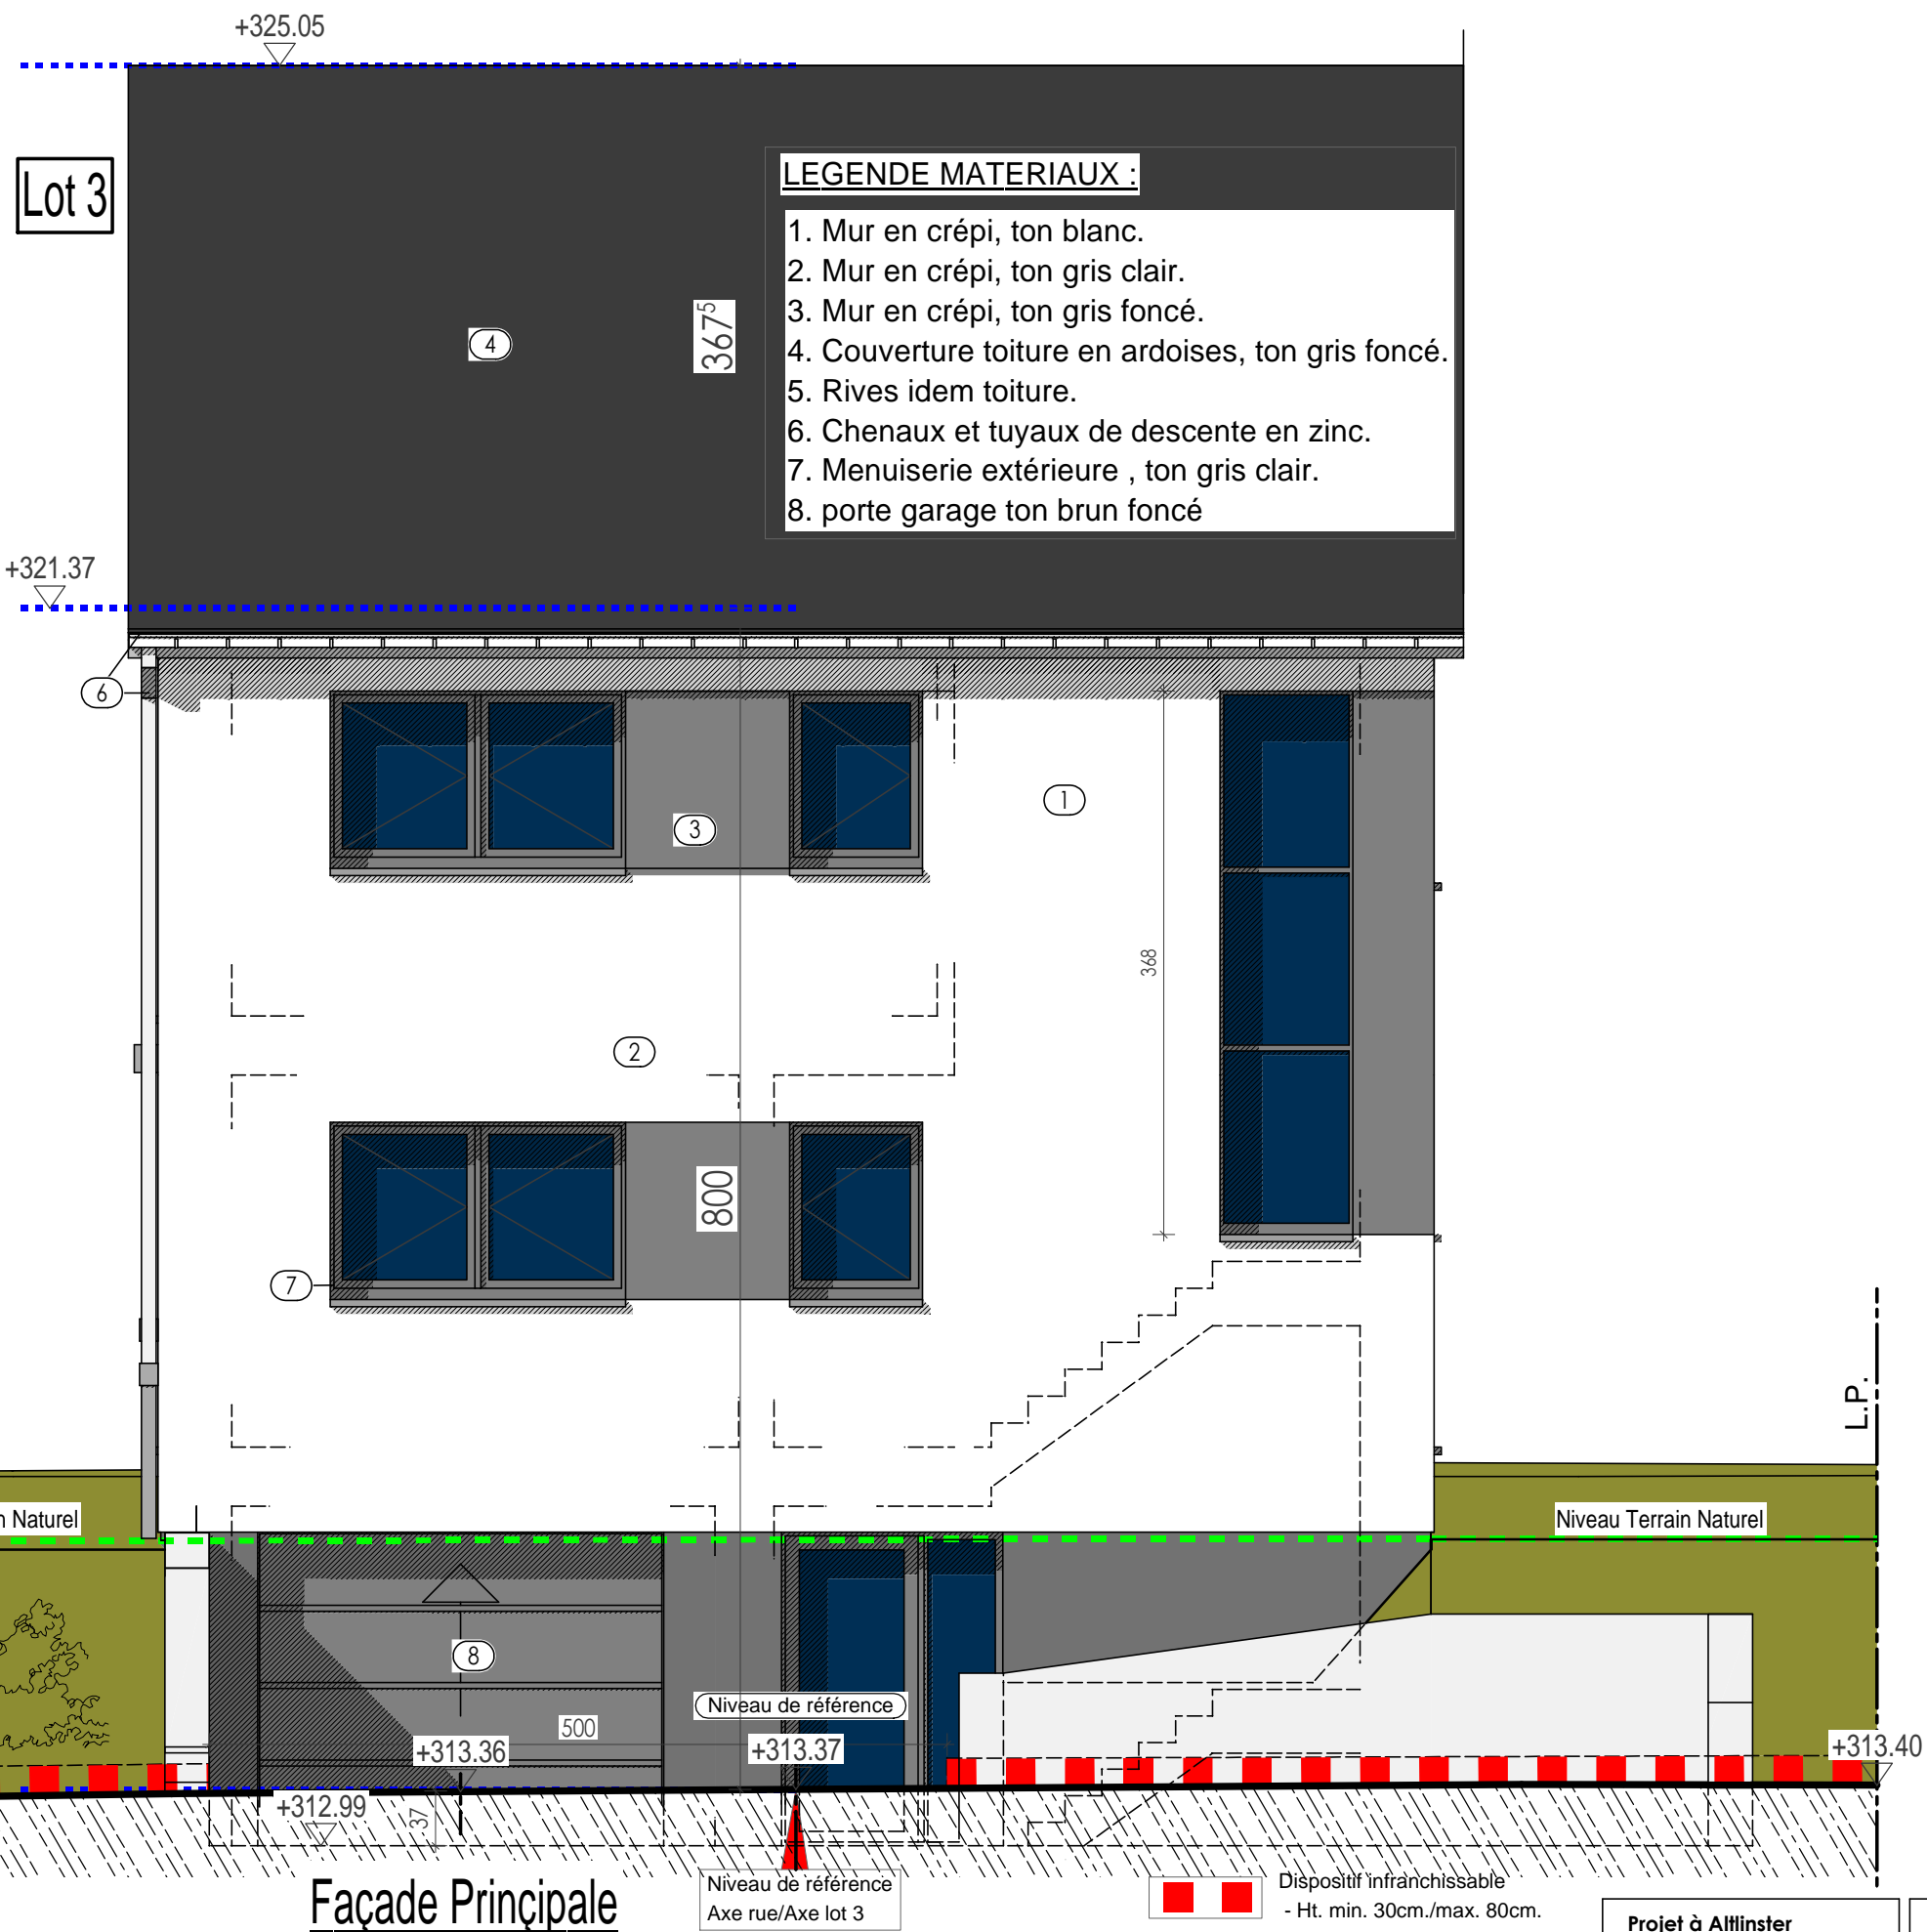 +325.05
Lot 3
LEGENDE MATERIAUX :
1. Mur en crépi, ton blanc.
2. Mur en crépi, ton gris clair.
3. Mur en crépi, ton gris foncé.
4. Couverture toiture en ardoises, ton gris foncé.
5. Rives idem toiture.
6. Chenaux et tuyaux de descente en zinc.
7. Menuiserie extérieure , ton gris clair.
8. porte garage ton brun foncé
4
367⁵
+321.37
6
1
3
368
2
800
7
L.P.
n Naturel
Niveau Terrain Naturel
8
Niveau de référence
500
+313.36
+313.37
+313.40
+312.99
37
Façade Prinçipale
Niveau de référence
Axe rue/Axe lot 3
Dispositif infranchissable
- Ht. min. 30cm./max. 80cm.
Projet à Altlinster